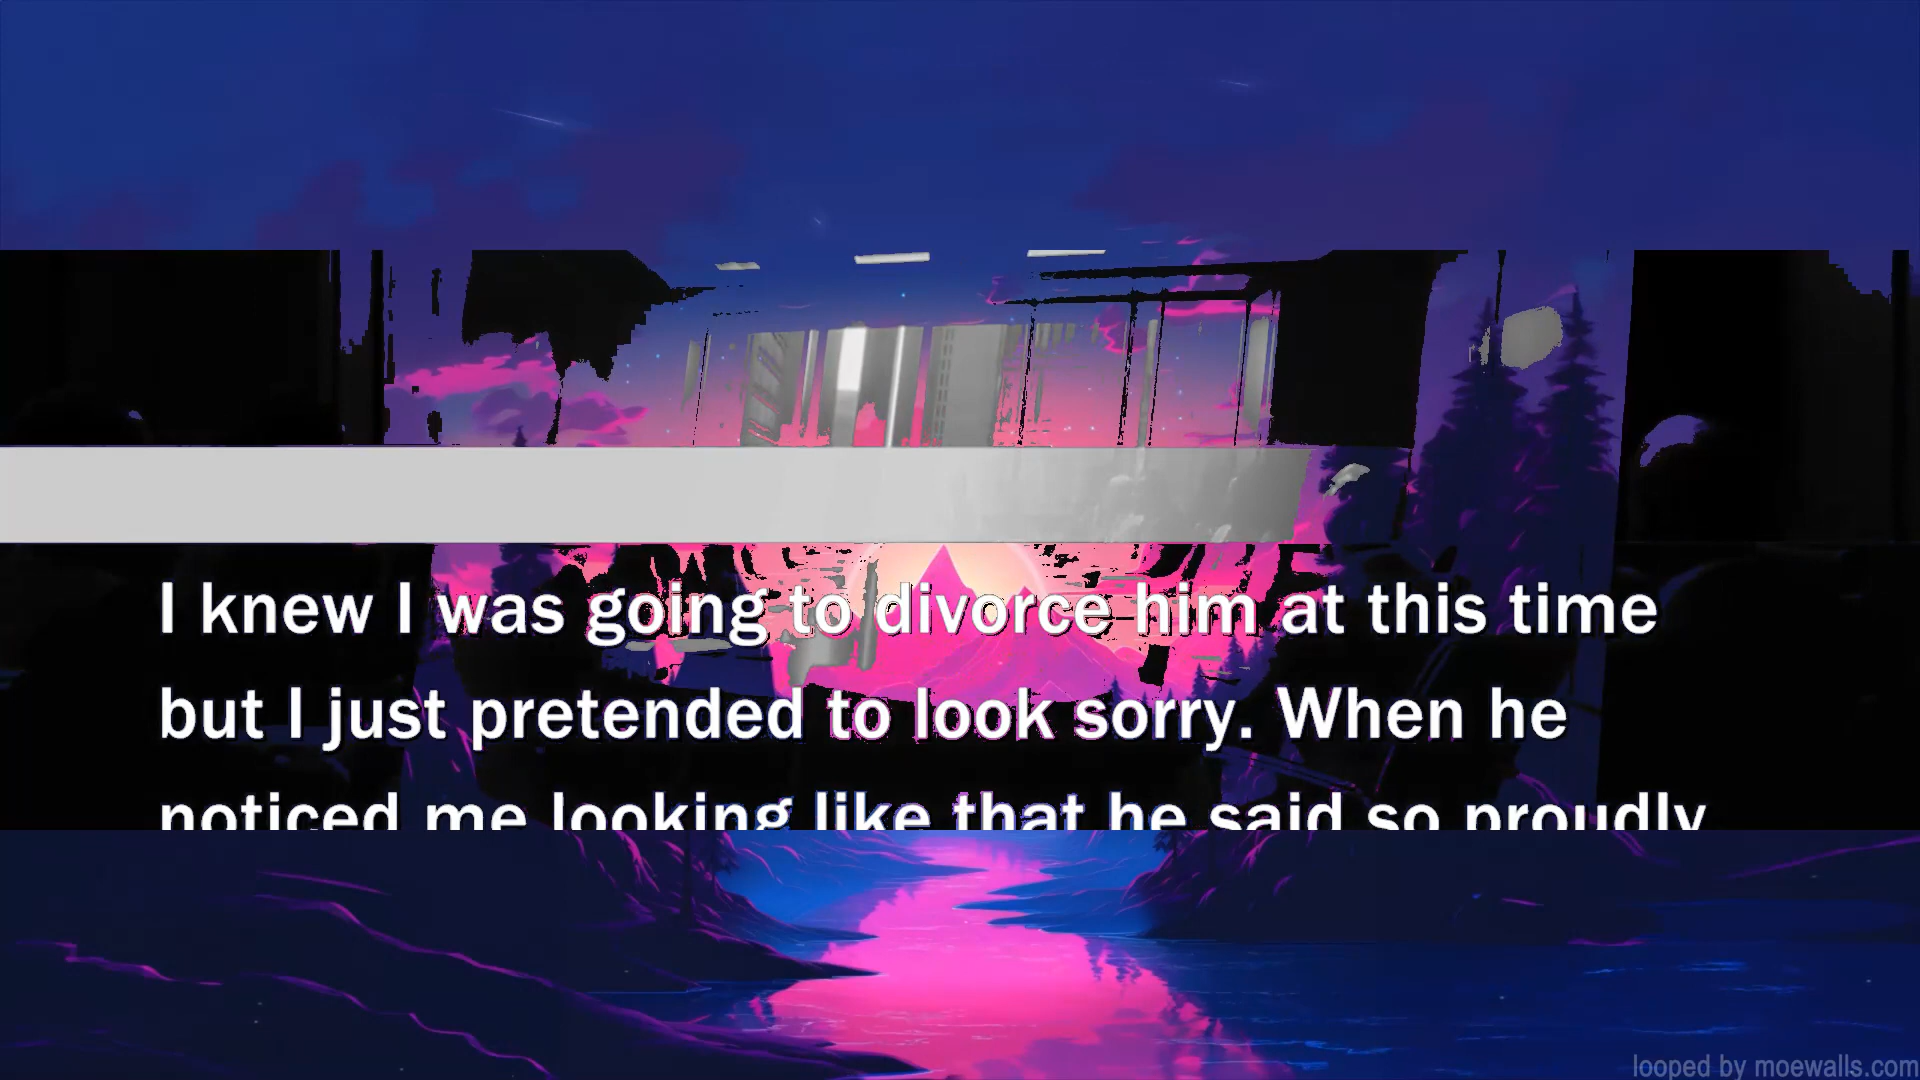 I knew I was going to divorce him at this time
but I just pretended to look sorry. When he
noticed me looking like that he said so proudly
looped by moewalls.com